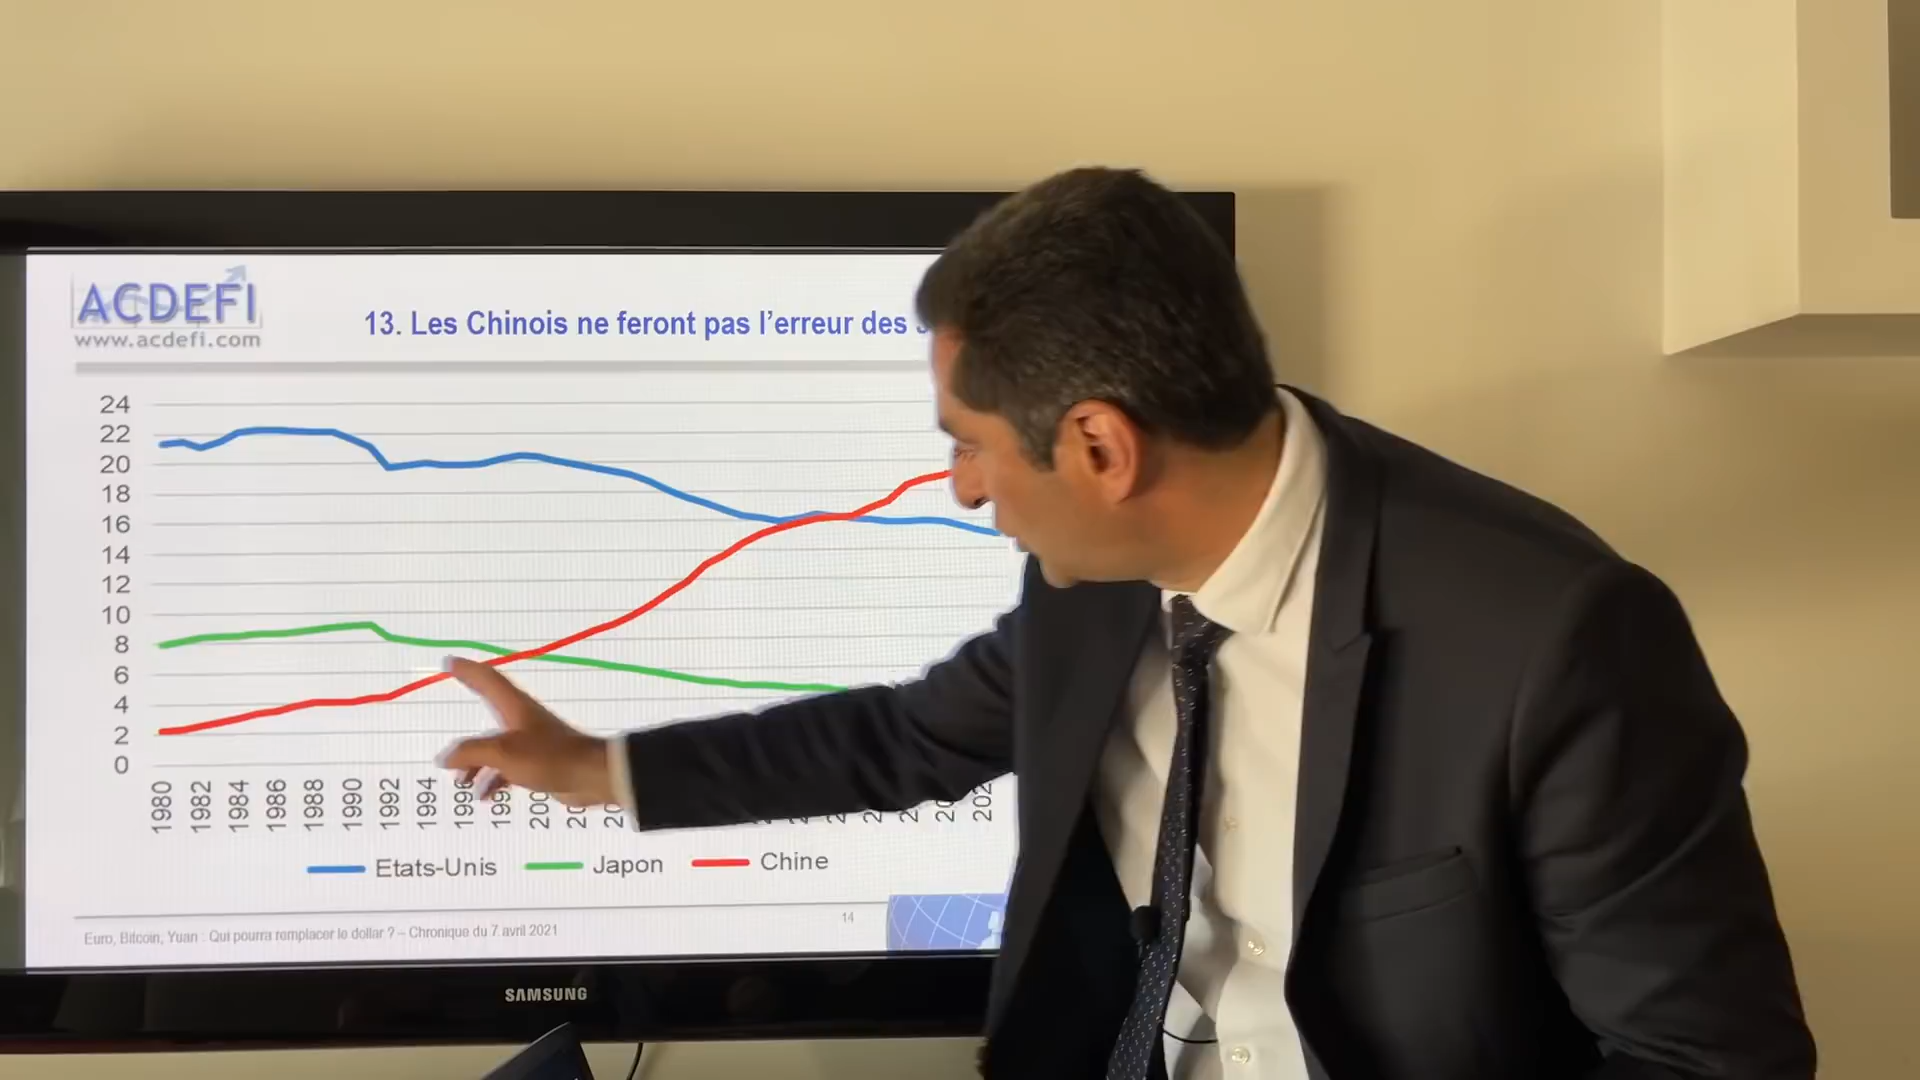 ACDEFI
www.acdefi.com
13. Les Chinois ne feront pas l'erreur des
24
22
20
18
16
14
12
10
8
6
4
2
0
1980 1982 1984 1986 1988 1990 1992 1994 1996
Etats-Unis Japon Chine
14
Euro, Bitcoin, Yuan : Qui pourra remplacer le dollar ? – Chronique du 7 avril 2021
SAMSUNG